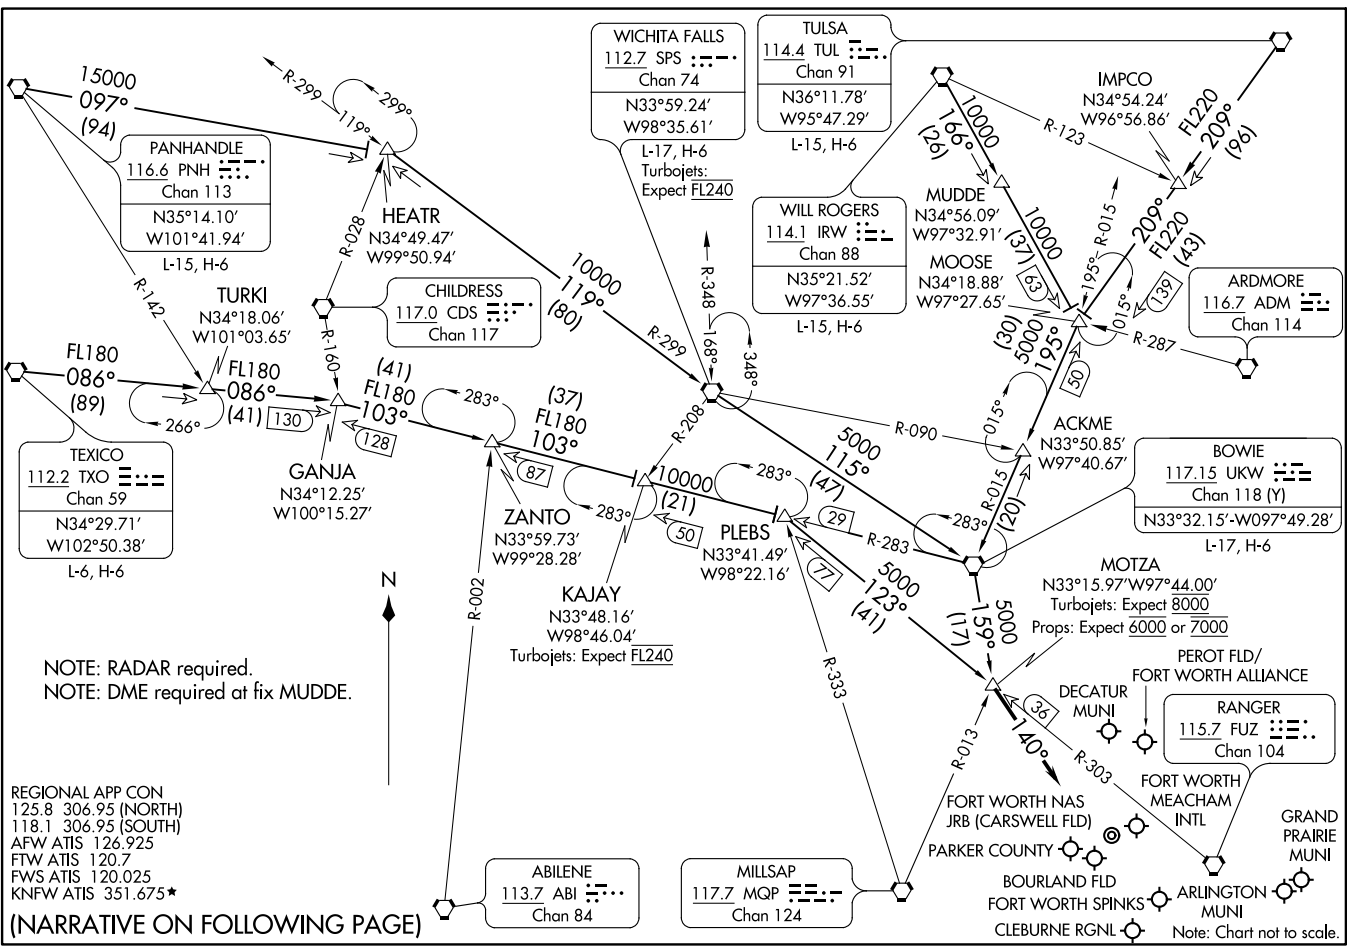 WICHITA FALLS
112.7 SPS
Chan 74
N33°59.24′
W98°35.61′
L-17, H-6
Turbojets:
Expect FL240
TULSA
114.4 TUL
Chan 91
N36°11.78′
W95°47.29′
L-15, H-6
IMPCO
N34°54.24′
W96°56.86′
FL220
209°
(96)
R-123
15000
097°
(94)
R-299
119°
299°
PANHANDLE
116.6 PNH
Chan 113
N35°14.10′
W101°41.94′
L-15, H-6
HEATR
N34°49.47′
W99°50.94′
R-028
R-142
10000
166°
(26)
MUDDE
N34°56.09′
W97°32.91′
10000
(37)
63
WILL ROGERS
114.1 IRW
Chan 88
N35°21.52′
W97°36.55′
L-15, H-6
MOOSE
N34°18.88′
W97°27.65′
R-015
195°
015°
209°
FL220
(43)
139
ARDMORE
116.7 ADM
Chan 114
R-287
TURKI
N34°18.06′
W101°03.65′
CHILDRESS
117.0 CDS
Chan 117
R-160
10000
119°
(80)
R-299
R-348
168°
348°
(30)
5000
195°
50
FL180
086°
(89)
266°
FL180
086°
(41)
130
(41)
FL180
103°
128
283°
(37)
FL180
103°
87
R-208
R-090
015°
ACKME
N33°50.85′
W97°40.67′
TEXICO
112.2 TXO
Chan 59
N34°29.71′
W102°50.38′
L-6, H-6
GANJA
N34°12.25′
W100°15.27′
ZANTO
N33°59.73′
W99°28.28′
283°
10000
(21)
50
283°
5000
115°
(47)
29
R-283
283°
R-015
(20)
BOWIE
117.15 UKW
Chan 118 (Y)
N33°32.15′-W097°49.28′
L-17, H-6
PLEBS
N33°41.49′
W98°22.16′
77
KAJAY
N33°48.16′
W98°46.04′
Turbojets: Expect FL240
5000
123°
(41)
5000
159°
(17)
MOTZA
N33°15.97′W97°44.00′
Turbojets: Expect 8000
Props: Expect 6000 or 7000
N
R-002
R-333
R-013
36
140°
R-303
NOTE: RADAR required.
NOTE: DME required at fix MUDDE.
PEROT FLD/
FORT WORTH ALLIANCE
DECATUR
MUNI
RANGER
115.7 FUZ
Chan 104
FORT WORTH
MEACHAM
INTL
FORT WORTH NAS
JRB (CARSWELL FLD)
PARKER COUNTY
GRAND
PRAIRIE
MUNI
BOURLAND FLD
FORT WORTH SPINKS
ARLINGTON
MUNI
CLEBURNE RGNL
Note: Chart not to scale.
REGIONAL APP CON
125.8 306.95 (NORTH)
118.1 306.95 (SOUTH)
AFW ATIS 126.925
FTW ATIS 120.7
FWS ATIS 120.025
KNFW ATIS 351.675★
(NARRATIVE ON FOLLOWING PAGE)
ABILENE
113.7 ABI
Chan 84
MILLSAP
117.7 MQP
Chan 124